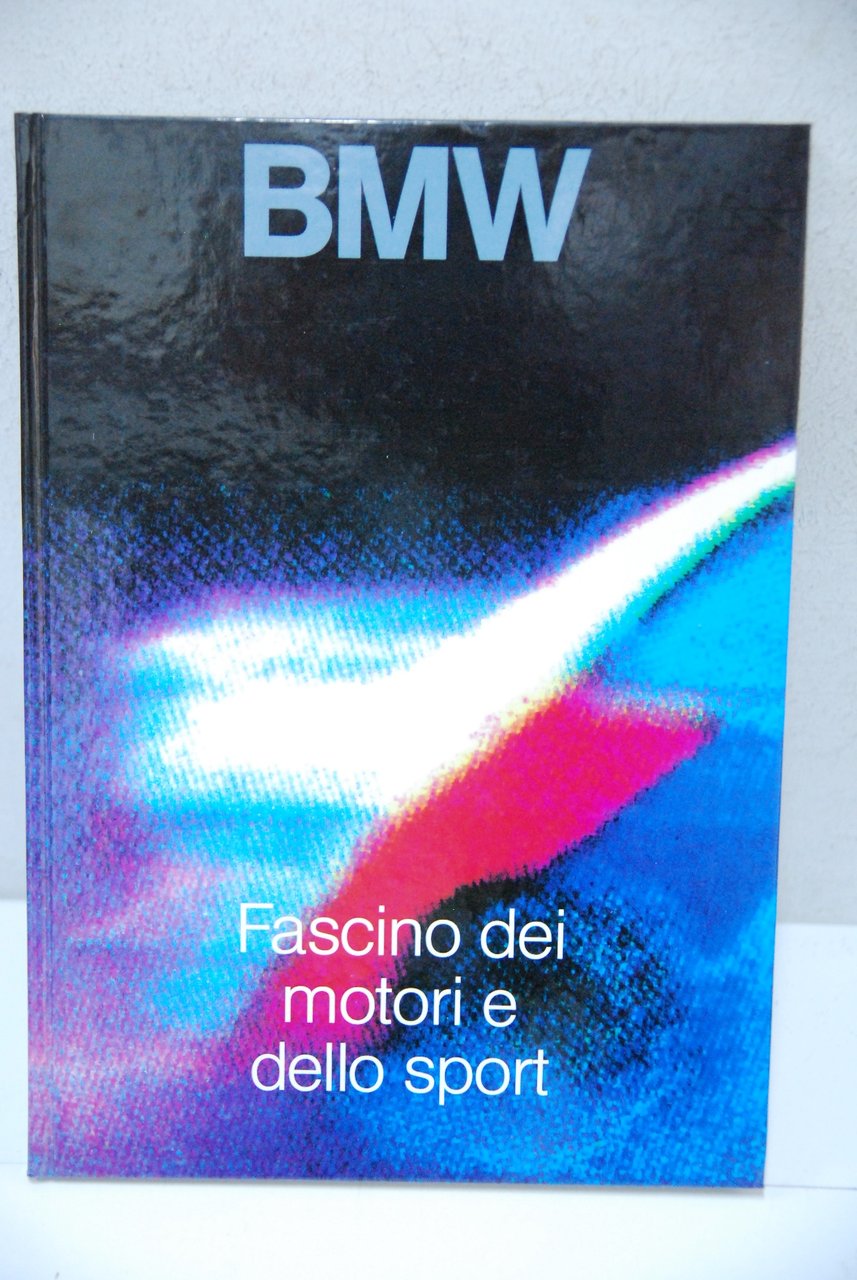 BMW
Fascino dei
motori e
dello sport